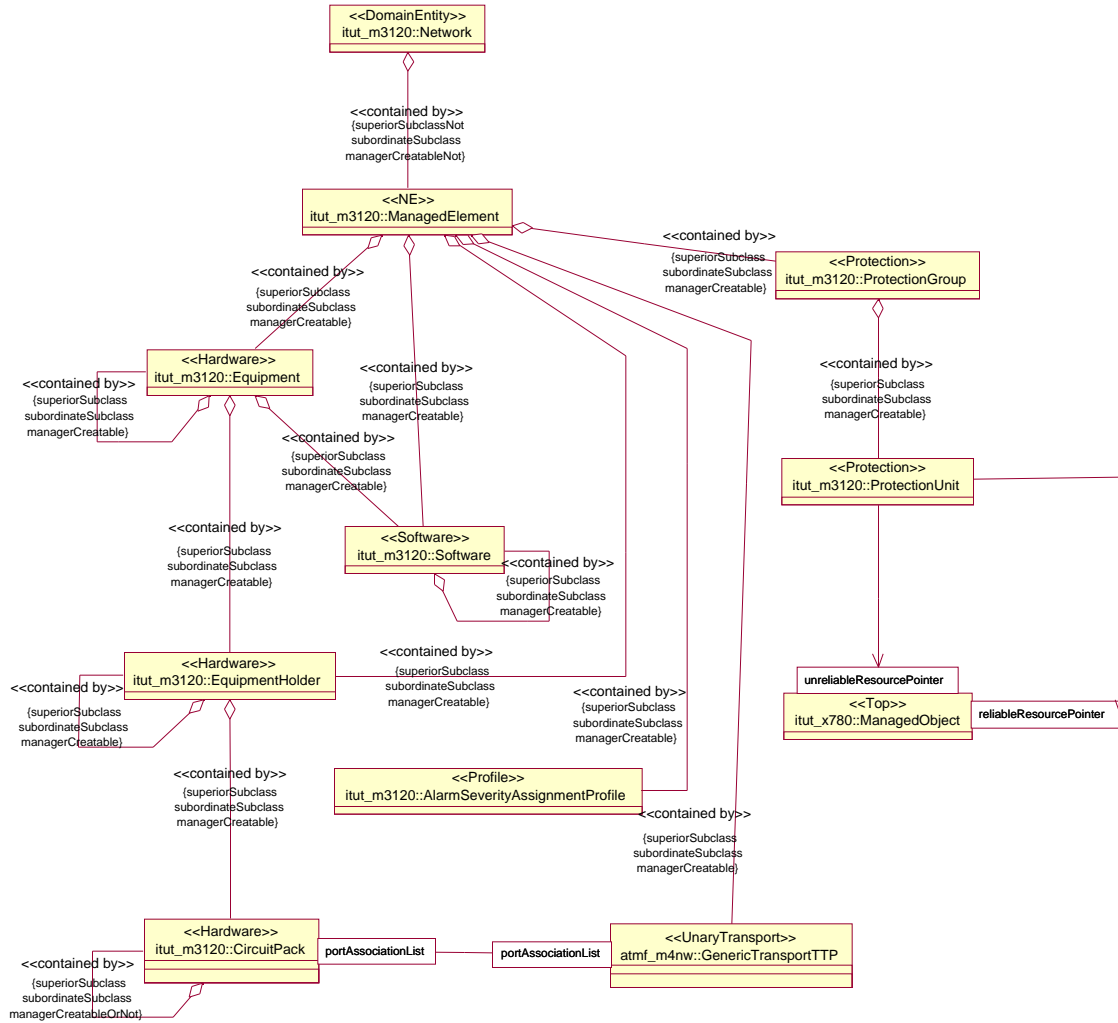 <<DomainEntity>>
itut_m3120::Network
<<contained by>>
{superiorSubclassNot
subordinateSubclass
managerCreatableNot}
<<NE>>
itut_m3120::ManagedElement
<<contained by>>
{superiorSubclass
subordinateSubclass
managerCreatable}
<<Protection>>
itut_m3120::ProtectionGroup
<<contained by>>
{superiorSubclass
subordinateSubclass
managerCreatable}
<<Hardware>>
itut_m3120::Equipment
<<contained by>>
{superiorSubclass
subordinateSubclass
managerCreatable}
<<contained by>>
{superiorSubclass
subordinateSubclass
managerCreatable}
<<contained by>>
{superiorSubclass
subordinateSubclass
managerCreatable}
<<contained by>>
{superiorSubclass
subordinateSubclass
managerCreatable}
<<Protection>>
itut_m3120::ProtectionUnit
<<contained by>>
{superiorSubclass
subordinateSubclass
managerCreatable}
<<Software>>
itut_m3120::Software
<<contained by>>
{superiorSubclass
subordinateSubclass
managerCreatable}
<<Hardware>>
itut_m3120::EquipmentHolder
<<contained by>>
{superiorSubclass
subordinateSubclass
managerCreatable}
<<contained by>>
{superiorSubclass
subordinateSubclass
managerCreatable}
unreliableResourcePointer
<<Top>>
itut_x780::ManagedObject
reliableResourcePointer
<<contained by>>
{superiorSubclass
subordinateSubclass
managerCreatable}
<<contained by>>
{superiorSubclass
subordinateSubclass
managerCreatable}
<<Profile>>
itut_m3120::AlarmSeverityAssignmentProfile
<<contained by>>
{superiorSubclass
subordinateSubclass
managerCreatable}
<<Hardware>>
itut_m3120::CircuitPack
portAssociationList
portAssociationList
<<UnaryTransport>>
atmf_m4nw::GenericTransportTTP
<<contained by>>
{superiorSubclass
subordinateSubclass
managerCreatableOrNot}